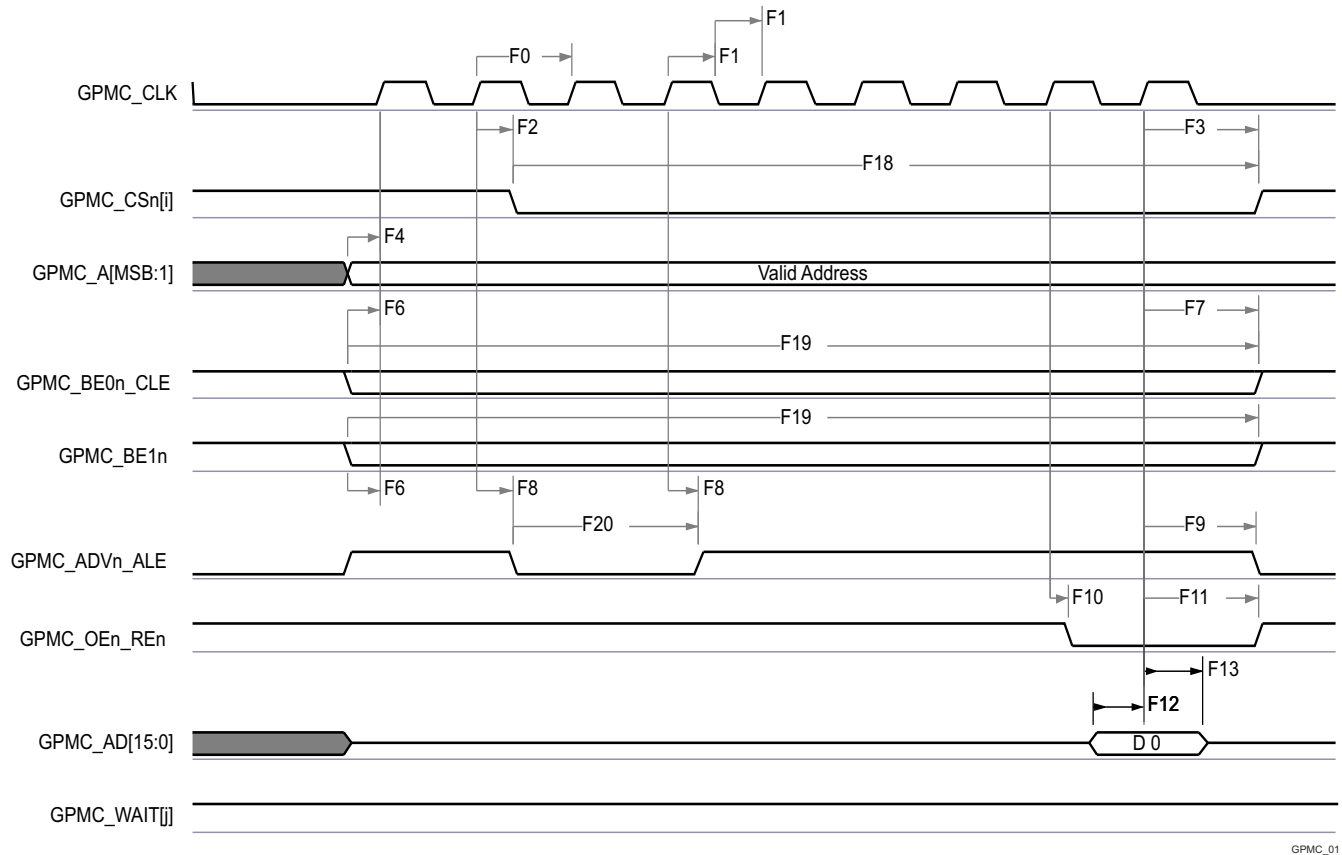 F1
F0 F1
GPMC_CLK
F2 F3
F18
GPMC_CSn[i]
F4
GPMC_A[MSB:1] Valid Address
F6 F7
F19
GPMC_BE0n_CLE
F19
GPMC_BE1n
F6 F8 F8
F20 F9
GPMC_ADVn_ALE
F10 F11
GPMC_OEn_REn
F13
F12
GPMC_AD[15:0] D 0
GPMC_WAIT[j]
GPMC_01